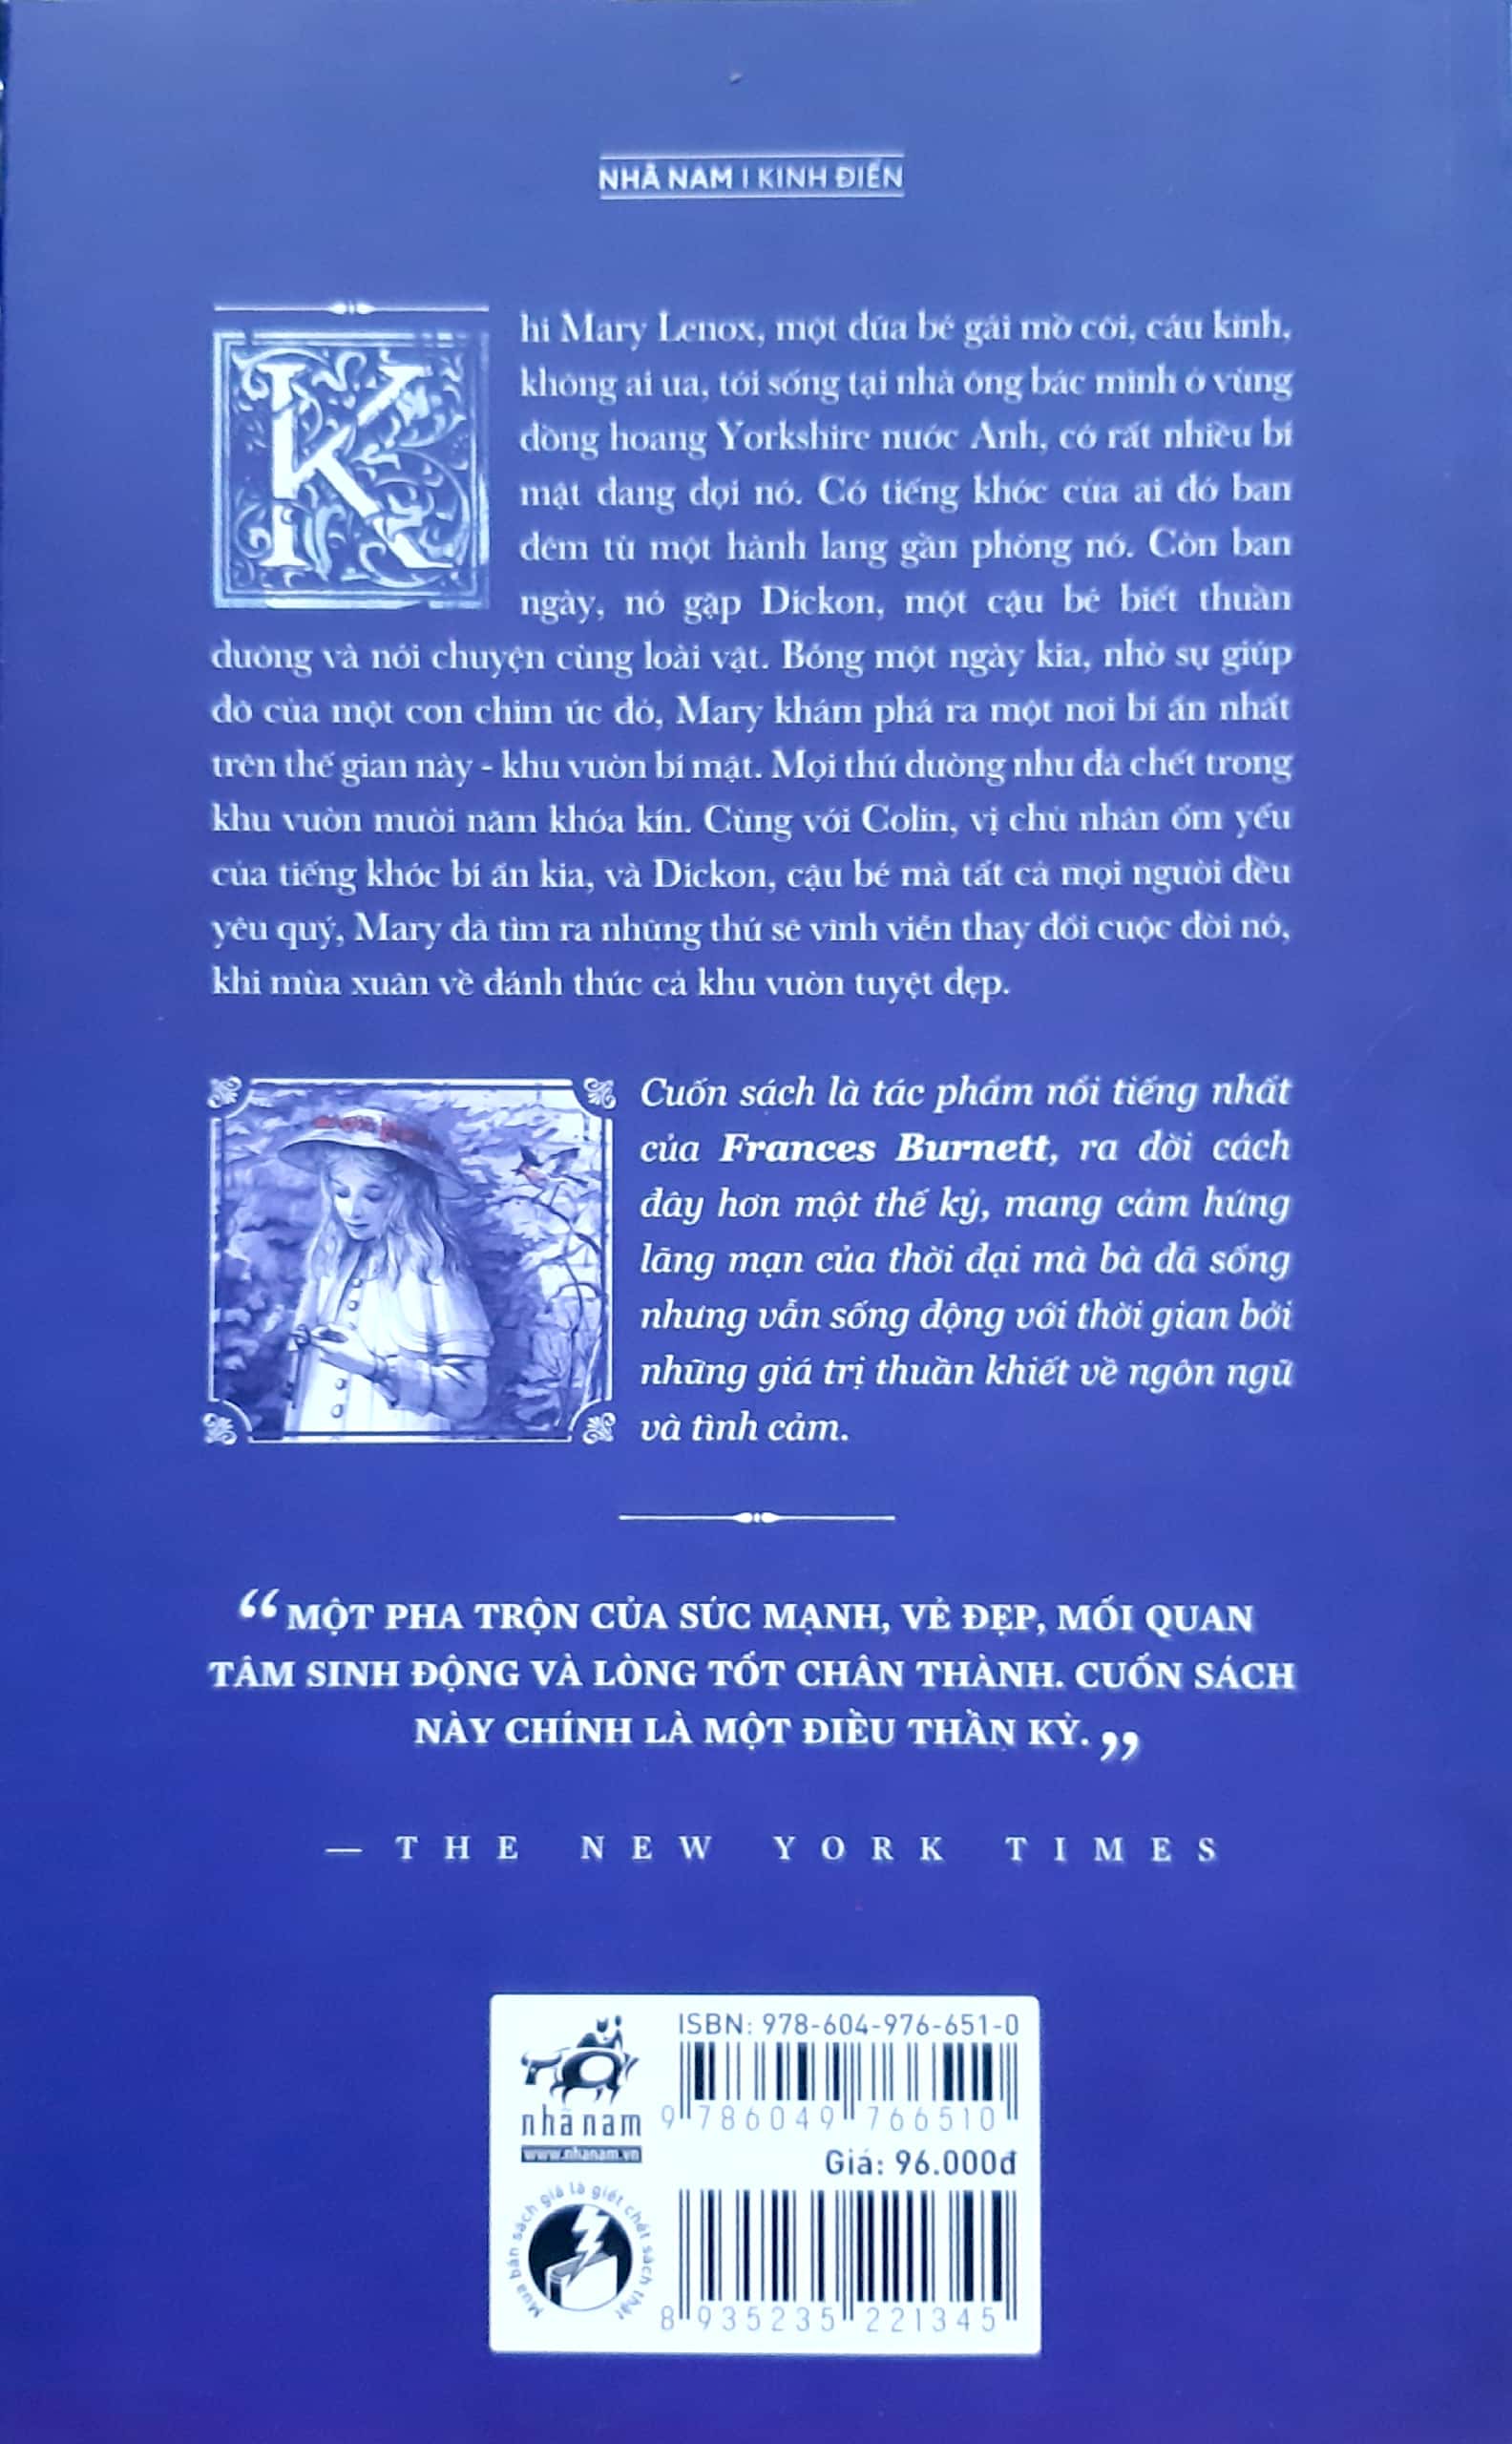 NHÃ NAM | KINH ĐIỂN
Khi Mary Lenox, một đứa bé gái mồ côi, cáu kỉnh,
không ai ưa, tới sống tại nhà ông bác mình ở vùng
đồng hoang Yorkshire nước Anh, có rất nhiều bí
mật đang đợi nó. Có tiếng khóc của ai đó ban
đêm từ một hành lang gần phòng nó. Còn ban
ngày, nó gặp Dickon, một cậu bé biết thuần
dưỡng và nói chuyện cùng loài vật. Bỗng một ngày kia, nhờ sự giúp
đỡ của một con chim ức đỏ, Mary khám phá ra một nơi bí ẩn nhất
trên thế gian này - khu vườn bí mật. Mọi thứ dường như đã chết trong
khu vườn mười năm khóa kín. Cùng với Colin, vị chủ nhân ốm yếu
của tiếng khóc bí ẩn kia, và Dickon, cậu bé mà tất cả mọi người đều
yêu quý, Mary đã tìm ra những thứ sẽ vĩnh viễn thay đổi cuộc đời nó,
khi mùa xuân về đánh thức cả khu vườn tuyệt đẹp.
Cuốn sách là tác phẩm nổi tiếng nhất
của Frances Burnett, ra đời cách
đây hơn một thế kỷ, mang cảm hứng
lãng mạn của thời đại mà bà đã sống
nhưng vẫn sống động với thời gian bởi
những giá trị thuần khiết về ngôn ngữ
và tình cảm.
“MỘT PHA TRỘN CỦA SỨC MẠNH, VẺ ĐẸP, MỐI QUAN
TÂM SINH ĐỘNG VÀ LÒNG TỐT CHÂN THÀNH. CUỐN SÁCH
NÀY CHÍNH LÀ MỘT ĐIỀU THẦN KỲ.”
— THE NEW YORK TIMES
ISBN: 978-604-976-651-0
9 786049 766510
nhã nam
www.nhanam.vn
Giá: 96.000đ
Mua bán sách giả là giết chết sách thật
8 935235 221345